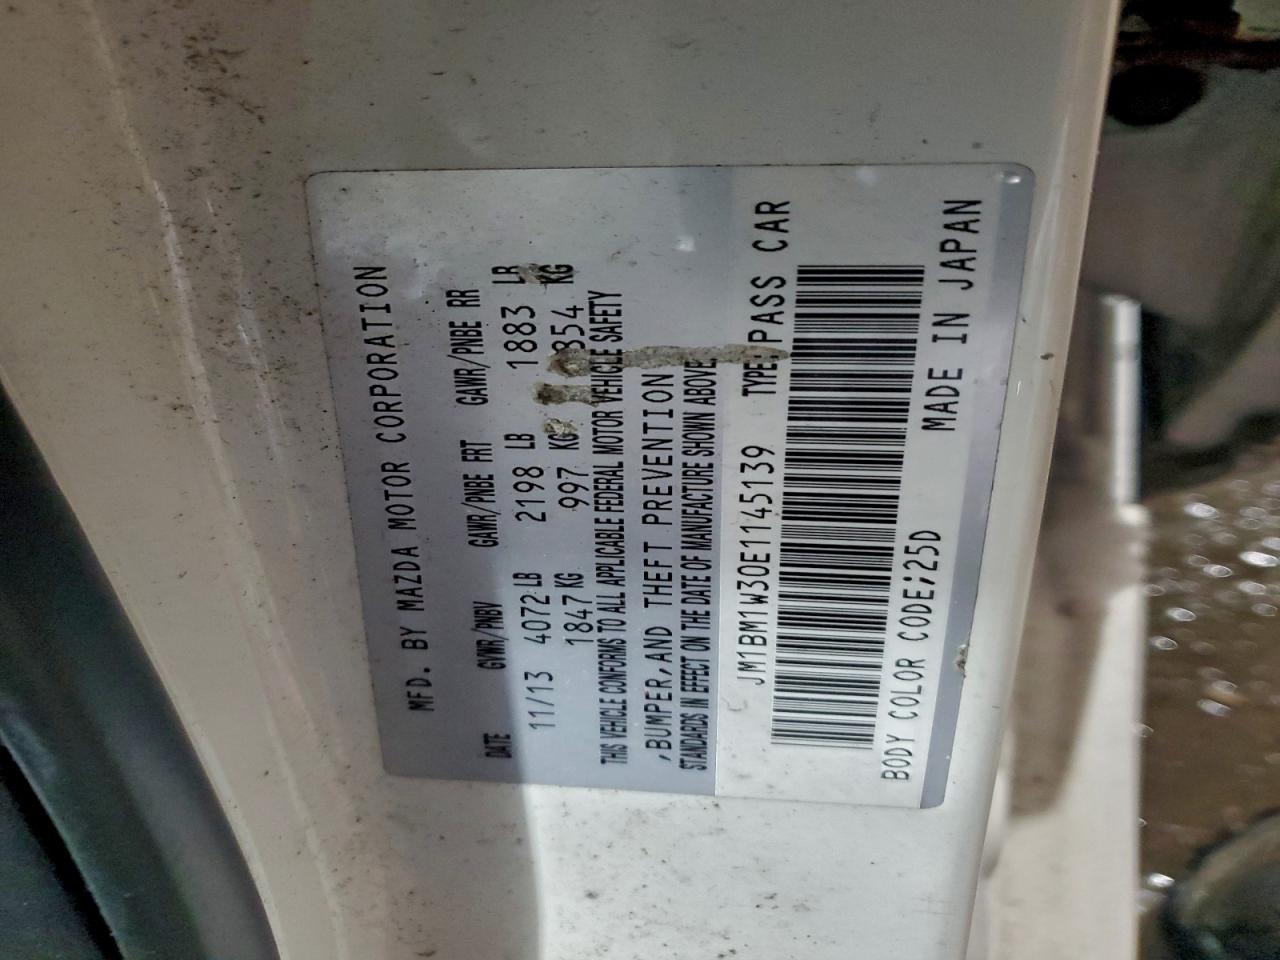 MFD. BY MAZDA MOTOR CORPORATION
DATE GVWR/PNBV GAWR/PNBE FRT GAWR/PNBE RR
11/13 4072 LB 2198 LB 1883 LB
1847 KG 997 KG 854 KG
THIS VEHICLE CONFORMS TO ALL APPLICABLE FEDERAL MOTOR VEHICLE SAFETY
,BUMPER,AND THEFT PREVENTION
STANDARDS IN EFFECT ON THE DATE OF MANUFACTURE SHOWN ABOVE.
JM1BM1W30E1145139 TYPE:PASS CAR
BODY COLOR CODE;25D MADE IN JAPAN